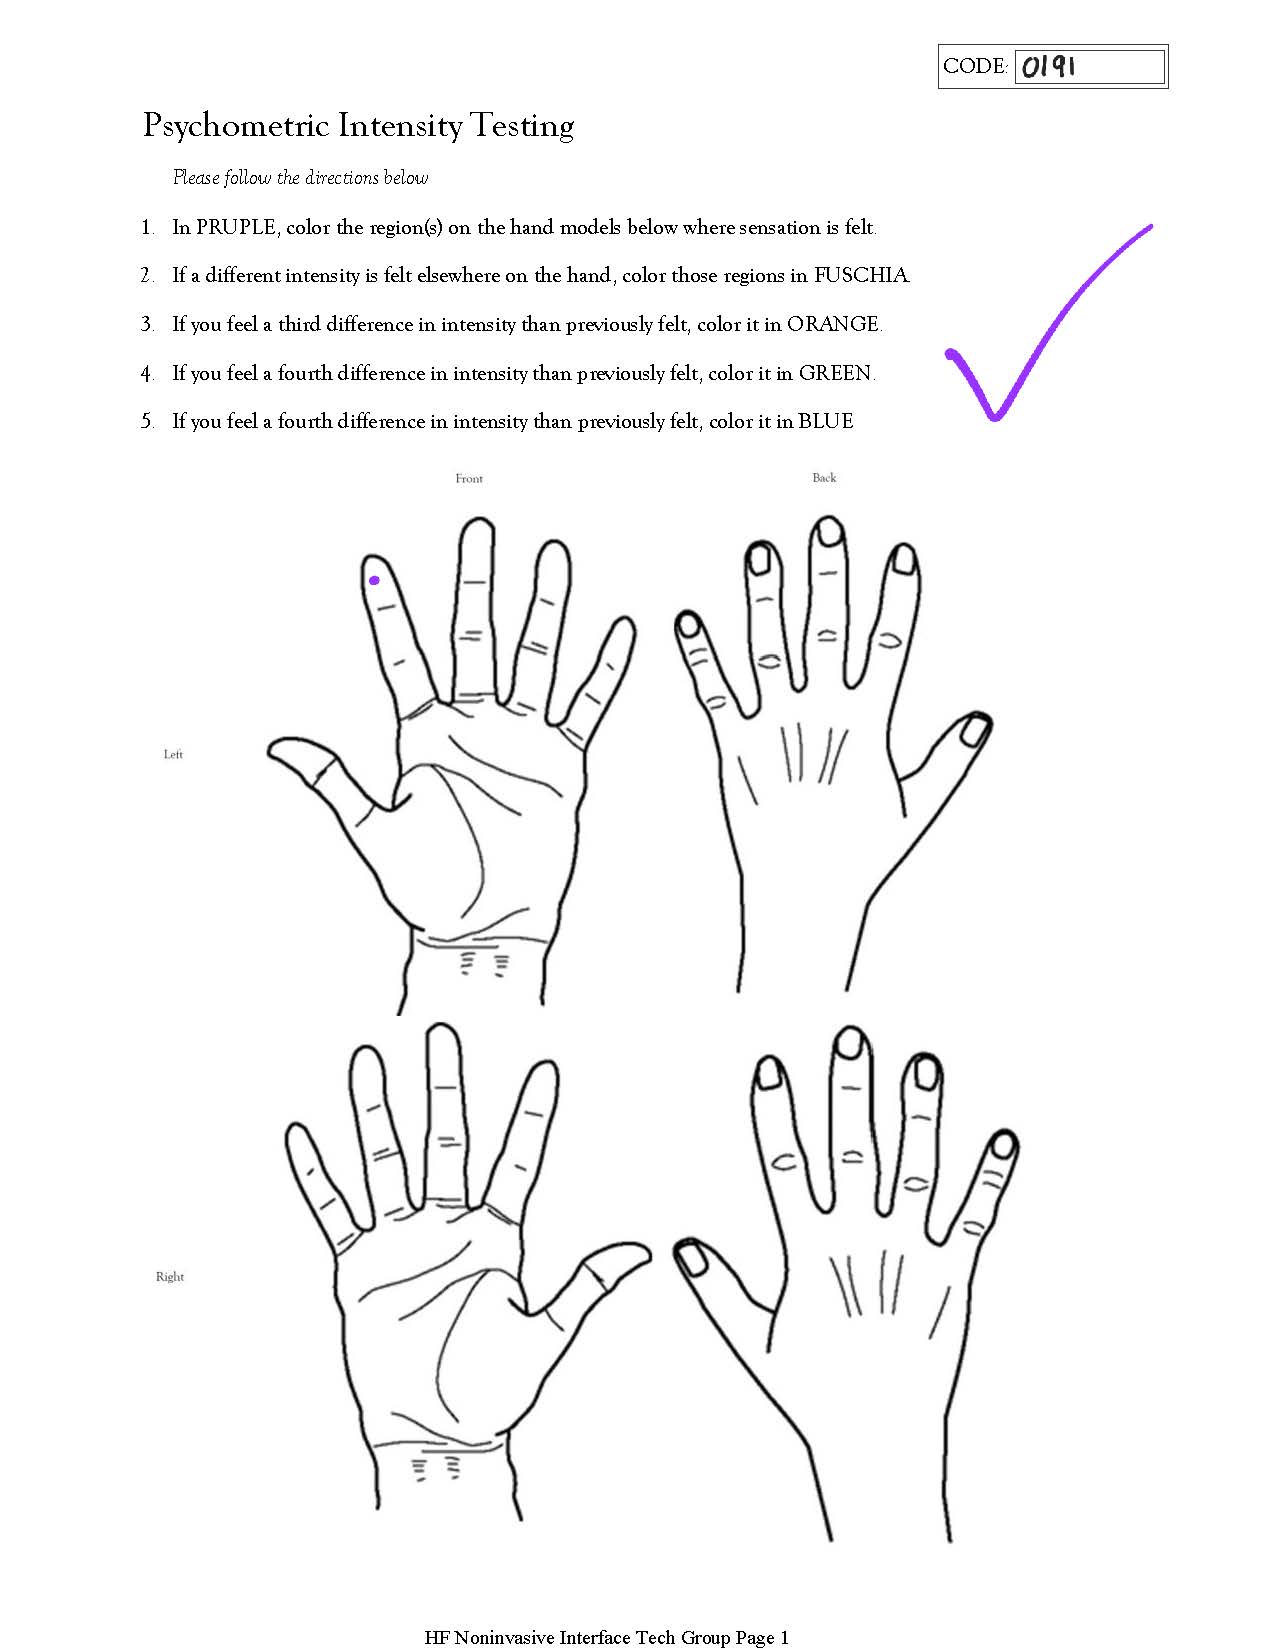 CODE: 0191
Psychometric Intensity Testing
Please follow the directions below
1. In PRUPLE, color the region(s) on the hand models below where sensation is felt.
2. If a different intensity is felt elsewhere on the hand, color those regions in FUSCHIA.
3. If you feel a third difference in intensity than previously felt, color it in ORANGE.
4. If you feel a fourth difference in intensity than previously felt, color it in GREEN.
5. If you feel a fourth difference in intensity than previously felt, color it in BLUE
Front Back
Left
Right
HF Noninvasive Interface Tech Group Page 1